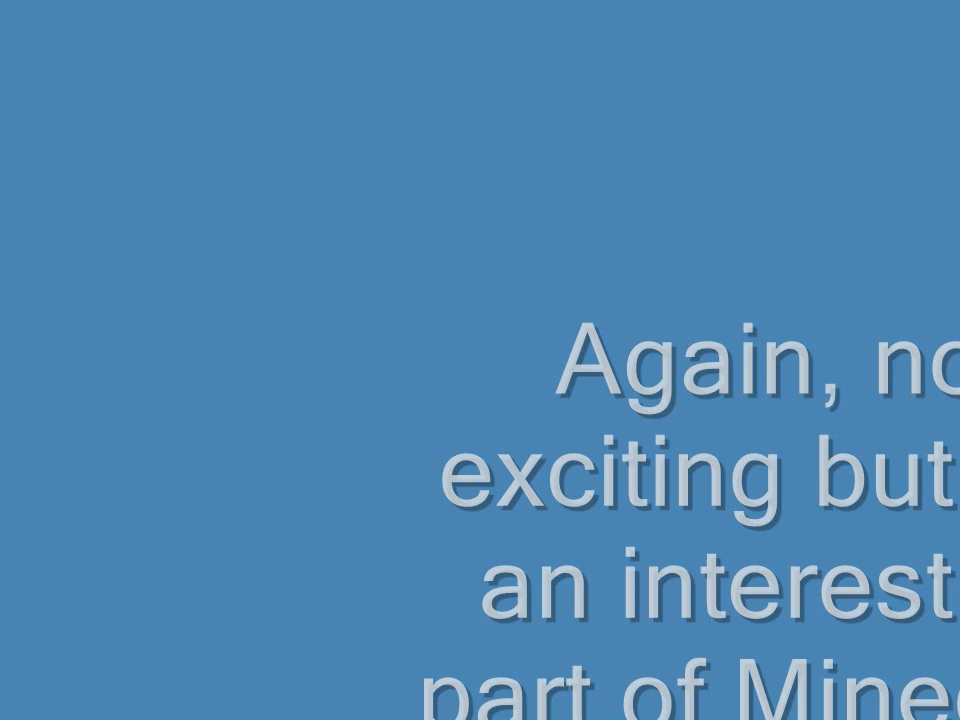 Again, no
exciting but
an interest
part of Mine